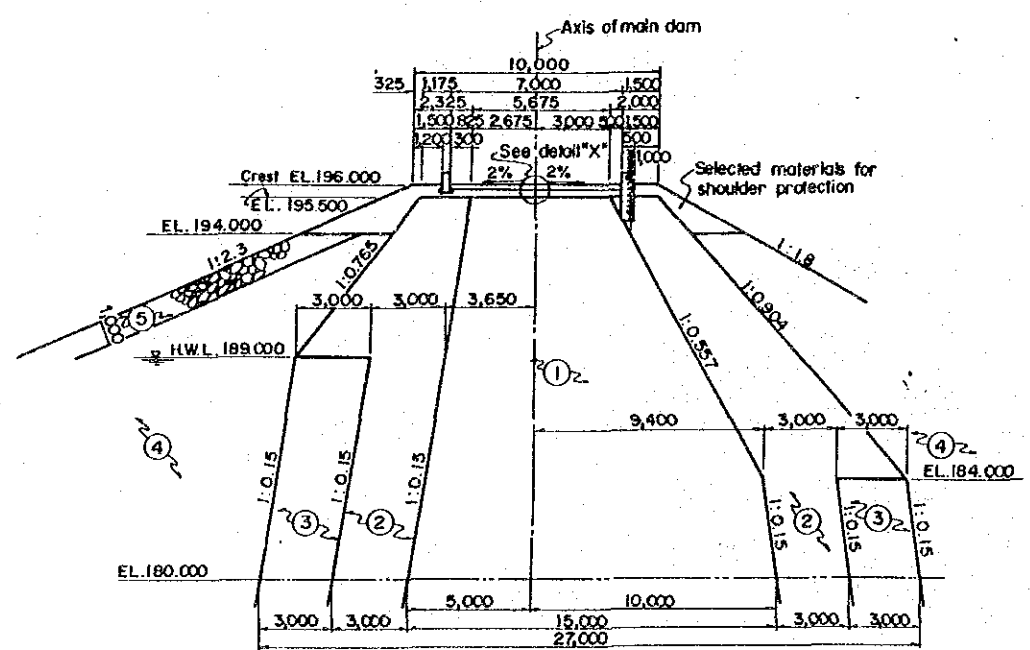 Axis of main dam
10,000
325 1,175 7,000 1,500
2,325 5,675 2,000
1,500 825 2,675 3,000 500 1,500
1,200 300 See detail "X" 500
1,000
2% 2%
Crest EL.196.000
EL. 195.500
EL. 194.000
Selected materials for
shoulder protection
1:2.3
1:0.765
1:1.8
1:0.904
1:0.557
3,000 3,000 3,650
5
H.W.L. 189.000
1
9,400 3,000 3,000
4
4
EL.184.000
1:0.15 1:0.15 1:0.15
3 2
2 3
1:0.15 1:0.15 1:0.15
EL.180.000
5,000 10,000
3,000 3,000 15,000 3,000 3,000
27,000